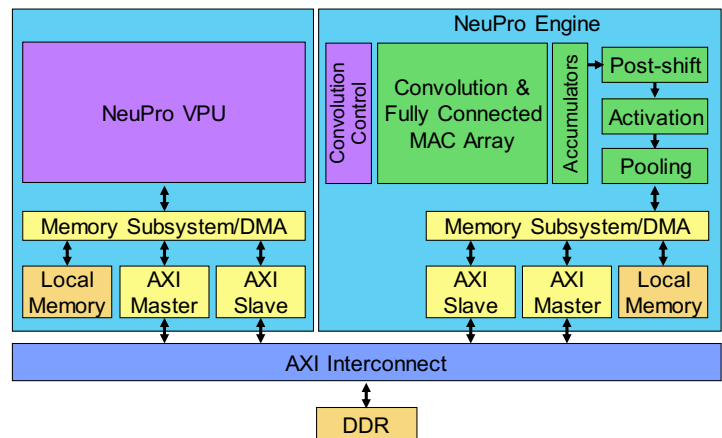 NeuPro VPU
Memory Subsystem/DMA
Local
Memory
AXI
Master
AXI
Slave
NeuPro Engine
Convolution
Control
Convolution &
Fully Connected
MAC Array
Accumulators
Post-shift
Activation
Pooling
Memory Subsystem/DMA
AXI
Slave
AXI
Master
Local
Memory
AXI Interconnect
DDR